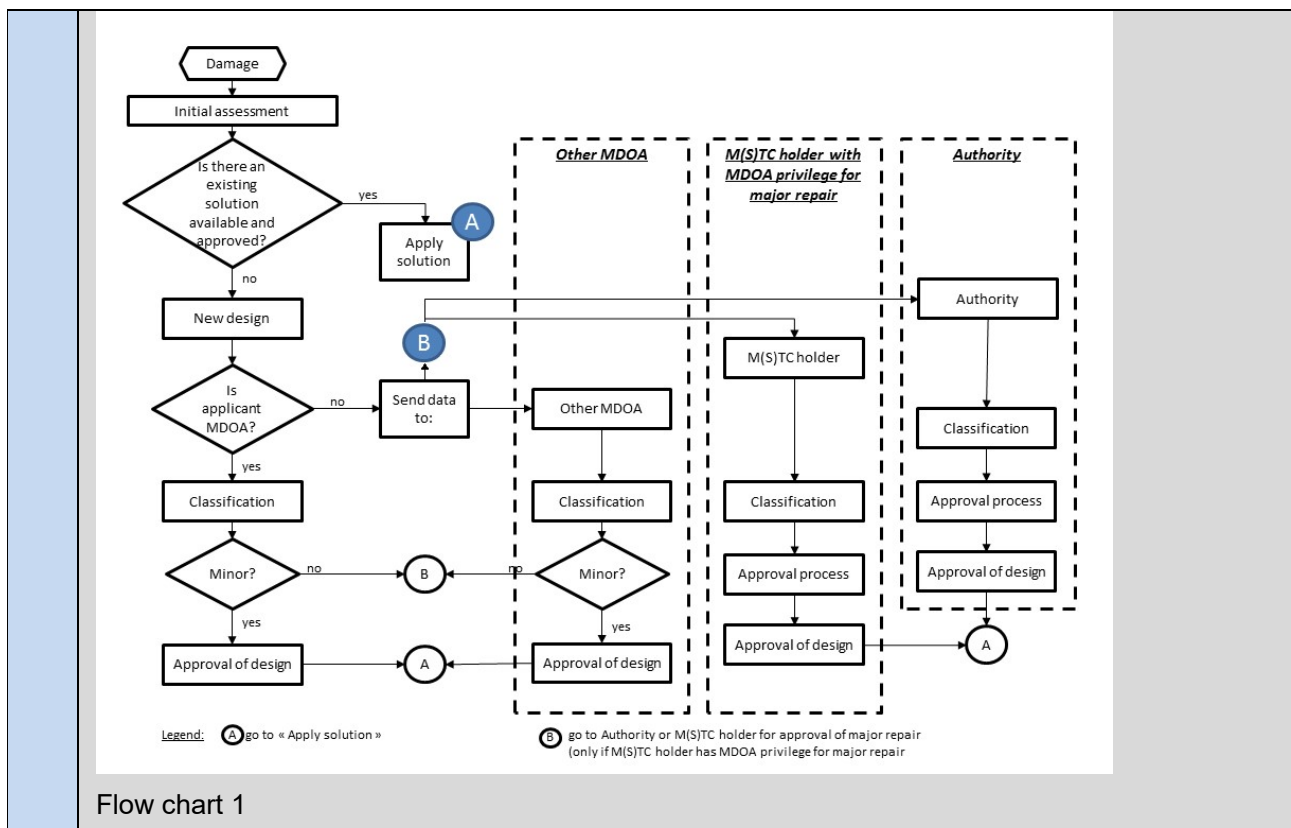 Damage
Initial assessment
Is there an
existing
solution
available and
approved?
yes
A
Apply
solution
no
New design
B
Is
applicant
MDOA?
no
Send data
to:
yes
Classification
Minor?
no
B
yes
Approval of design
A
Other MDOA
Other MDOA
Classification
Minor?
no
yes
Approval of design
M(S)TC holder with
MDOA privilege for
major repair
M(S)TC holder
Classification
Approval process
Approval of design
Authority
Authority
Classification
Approval process
Approval of design
A
Legend: A go to « Apply solution »
B go to Authority or M(S)TC holder for approval of major repair
(only if M(S)TC holder has MDOA privilege for major repair
Flow chart 1